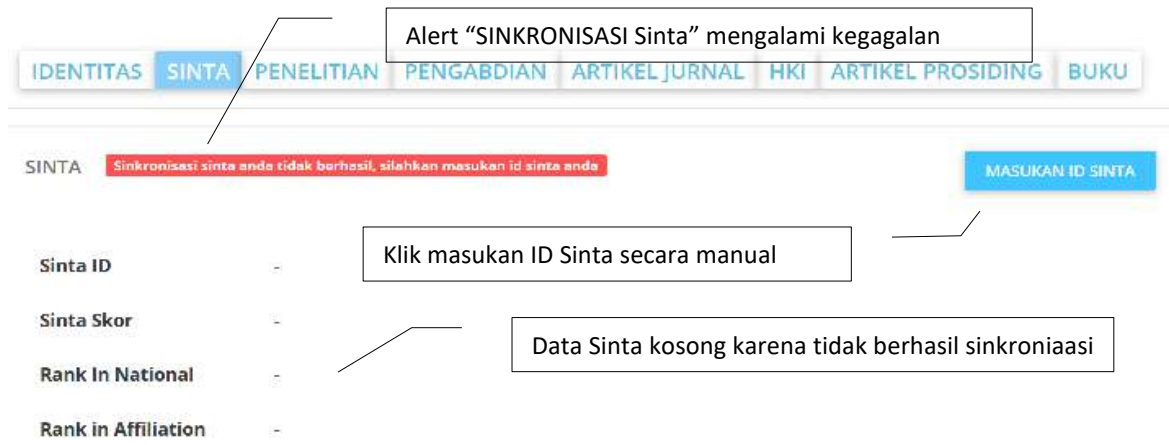 Alert “SINKRONISASI Sinta” mengalami kegagalan
IDENTITAS SINTA PENELITIAN PENGABDIAN ARTIKEL JURNAL HKI ARTIKEL PROSIDING BUKU
SINTA Sinkronisasi sinta anda tidak berhasil, silahkan masukan id sinta anda
MASUKAN ID SINTA
Klik masukan ID Sinta secara manual
Sinta ID -
Sinta Skor -
Data Sinta kosong karena tidak berhasil sinkroniaasi
Rank In National -
Rank in Affiliation -